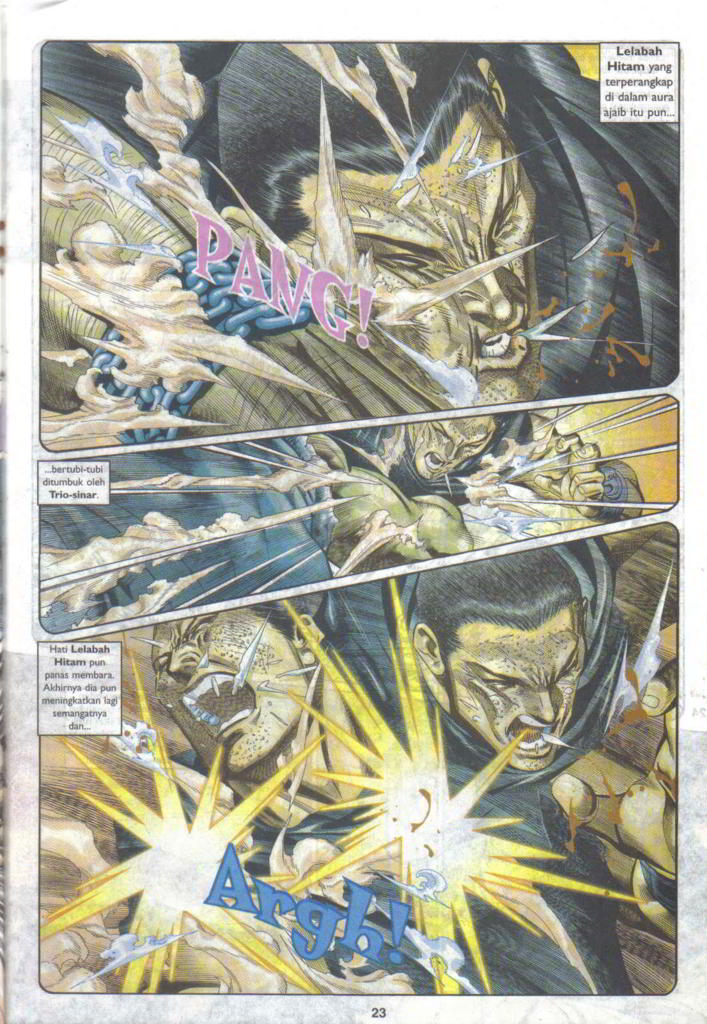 Lelabah
Hitam yang
terperangkap
di dalam aura
ajaib itu pun...
PANG!
...bertubi-tubi
ditumbuk oleh
Trio-sinar.
Hati Lelabah
Hitam pun
panas membara.
Akhirnya dia pun
meningkatkan lagi
semangatnya
dan...
Argh!
23